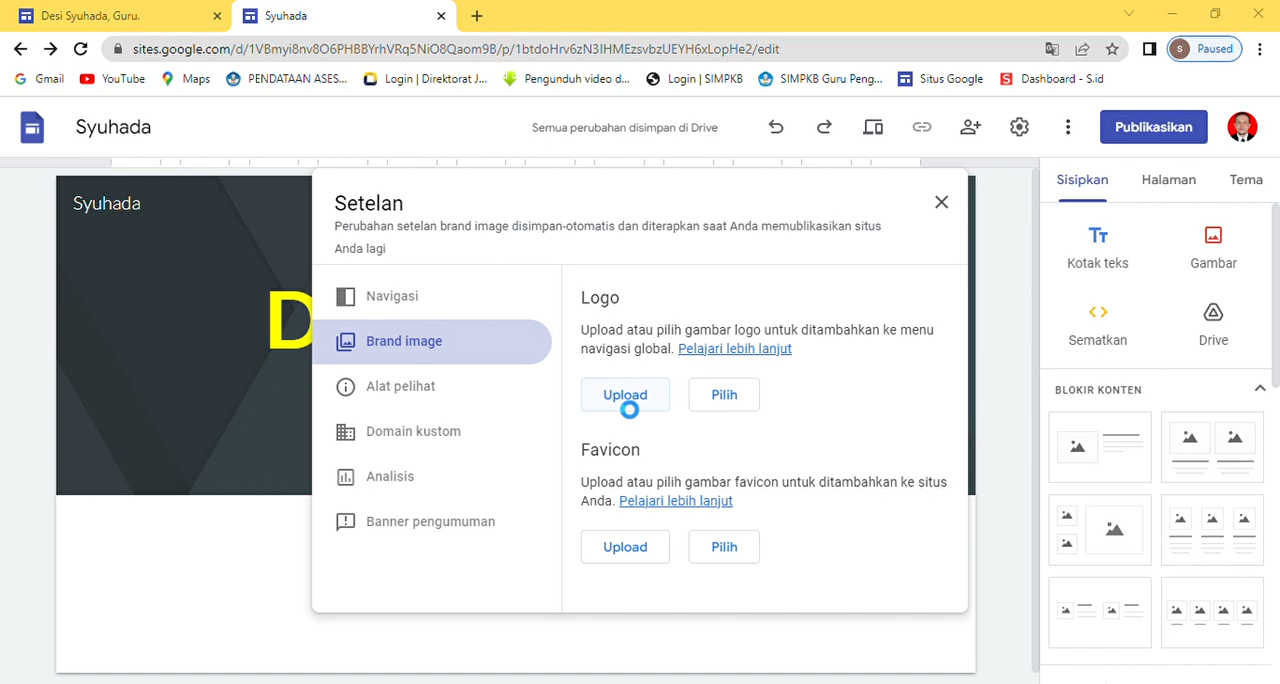 Desi Syuhada, Guru.
Syuhada
sites.google.com/d/1VBmyi8nv8O6PHBBYrhVRq5NiO8Qaom9B/p/1btdoHrv6zN3IHMEzsvbzUEYH6xLopHe2/edit
S
Paused
Gmail
YouTube
Maps
PENDATAAN ASES...
Login | Direktorat J...
Pengunduh video d...
Login | SIMPKB
SIMPKB Guru Peng...
Situs Google
Dashboard - S.id
Syuhada
Semua perubahan disimpan di Drive
Publikasikan
Syuhada
D
Setelan
Perubahan setelan brand image disimpan-otomatis dan diterapkan saat Anda memublikasikan situs
Anda lagi
Navigasi
Brand image
Alat pelihat
Domain kustom
Analisis
Banner pengumuman
Logo
Upload atau pilih gambar logo untuk ditambahkan ke menu
navigasi global. Pelajari lebih lanjut
Upload
Pilih
Favicon
Upload atau pilih gambar favicon untuk ditambahkan ke situs
Anda. Pelajari lebih lanjut
Upload
Pilih
Sisipkan
Halaman
Tema
Tт
Kotak teks
Gambar
Sematkan
Drive
BLOKIR KONTEN